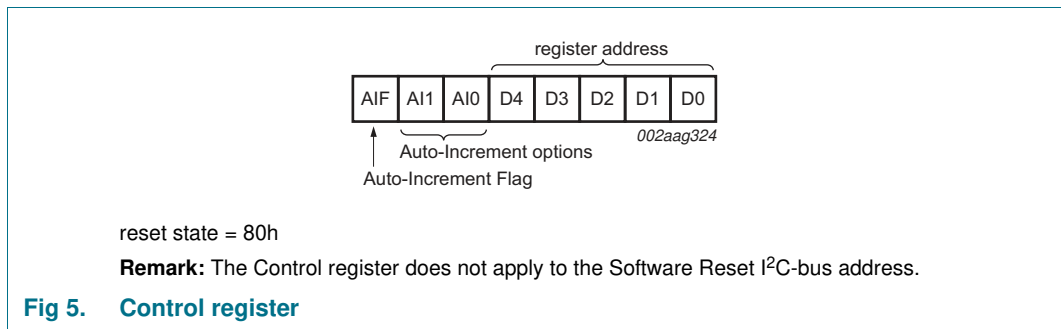 register address
AIF AI1 AI0 D4 D3 D2 D1 D0
002aag324
Auto-Increment options
Auto-Increment Flag
reset state = 80h
Remark: The Control register does not apply to the Software Reset I²C-bus address.
Fig 5. Control register